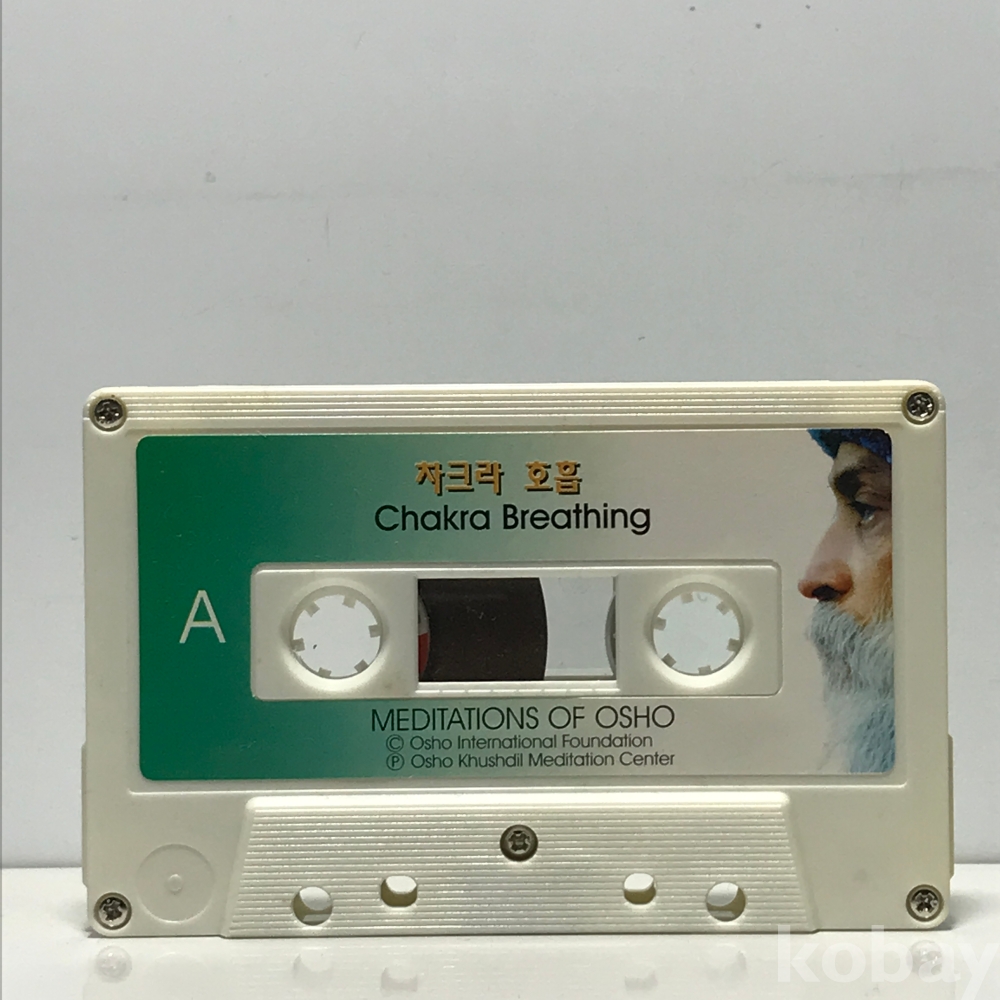 차크라 호흡
Chakra Breathing
A
MEDITATIONS OF OSHO
© Osho International Foundation
℗ Osho Khushdil Meditation Center
kobay